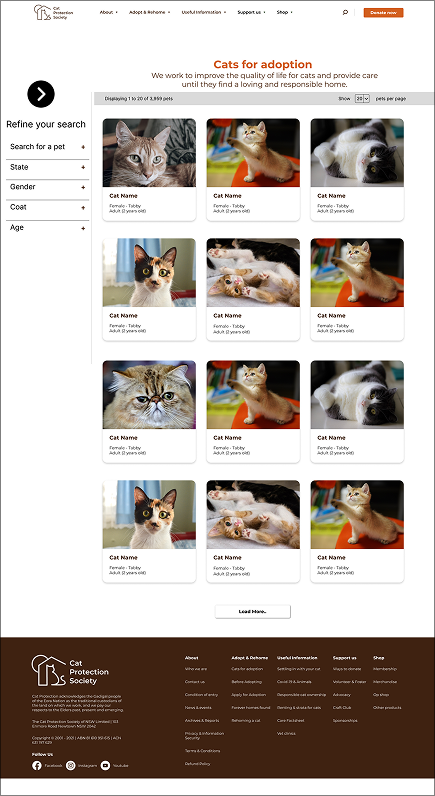 Cat
Protection
Society
About
Adopt & Rehome
Useful Information
Support us
Shop
Donate now
Cats for adoption
We work to improve the quality of life for cats and provide care
until they find a loving and responsible home.
Displaying 1 to 20 of 3,959 pets
Show 20 pets per page
Refine your search
Search for a pet +
State +
Gender +
Coat +
Age +
Cat Name
Female - Tabby
Adult (2 years old)
Cat Name
Female - Tabby
Adult (2 years old)
Cat Name
Female - Tabby
Adult (2 years old)
Cat Name
Female - Tabby
Adult (2 years old)
Cat Name
Female - Tabby
Adult (2 years old)
Cat Name
Female - Tabby
Adult (2 years old)
Cat Name
Female - Tabby
Adult (2 years old)
Cat Name
Female - Tabby
Adult (2 years old)
Cat Name
Female - Tabby
Adult (2 years old)
Cat Name
Female - Tabby
Adult (2 years old)
Cat Name
Female - Tabby
Adult (2 years old)
Cat Name
Female - Tabby
Adult (2 years old)
Load More..
Cat
Protection
Society
Cat Protection acknowledges the Gadigal people
of the Eora Nation as the traditional custodians of
the land on which we work, and we pay our
respects to the Elders past, present and emerging.
The Cat Protection Society of NSW Limited | 103
Enmore Road Newtown NSW 2042
Follow Us
Facebook
Instagram
Youtube
About
Who we are
Contact us
Condition of entry
News & events
Archives & Reports
Privacy & Information
Security
Terms & Conditions
Refund Policy
Adopt & Rehome
Cats for adoption
Before Adopting
Apply for Adoption
Forever homes found
Rehoming a cat
Useful Information
Settling in with your cat
Covid-19 & Animals
Responsible cat ownership
Renting & strata for cats
Care Factsheet
Vet clinics
Support us
Ways to donate
Volunteer & Foster
Advocacy
Craft Club
Sponsorships
Shop
Membership
Merchandise
Op shop
Other products